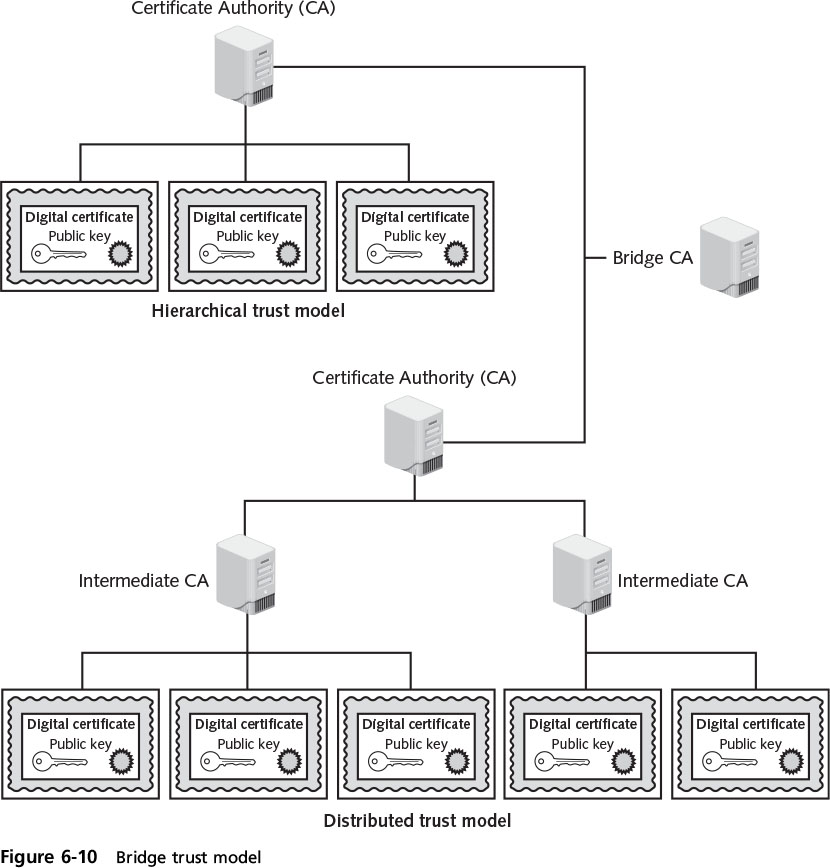 Certificate Authority (CA)
Digital certificate
Public key
Digital certificate
Public key
Digital certificate
Public key
Hierarchical trust model
Bridge CA
Certificate Authority (CA)
Intermediate CA
Intermediate CA
Digital certificate
Public key
Digital certificate
Public key
Digital certificate
Public key
Digital certificate
Public key
Digital certificate
Public key
Distributed trust model
Figure 6-10 Bridge trust model